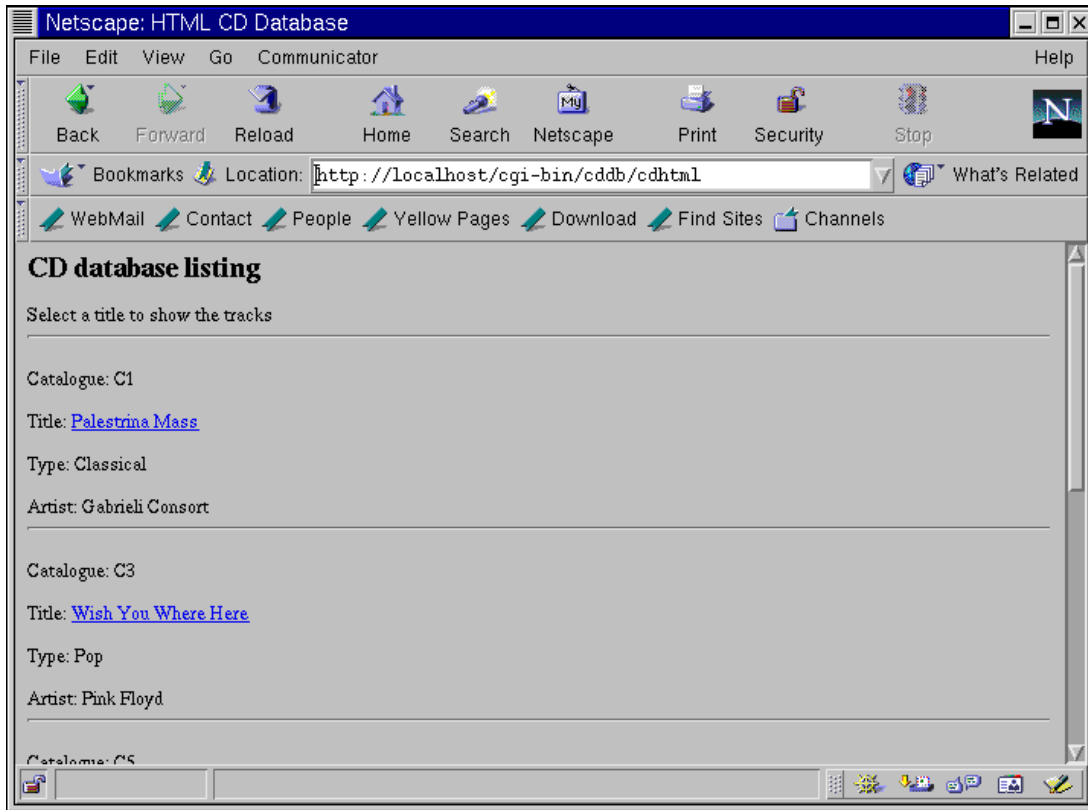 Netscape: HTML CD Database
File Edit View Go Communicator Help
Back Forward Reload Home Search Netscape Print Security Stop
My
N
Bookmarks Location: http://localhost/cgi-bin/cddb/cdhtml What's Related
WebMail Contact People Yellow Pages Download Find Sites Channels
CD database listing
Select a title to show the tracks
Catalogue: C1
Title: Palestrina Mass
Type: Classical
Artist: Gabrieli Consort
Catalogue: C3
Title: Wish You Where Here
Type: Pop
Artist: Pink Floyd
Catalogue: C5